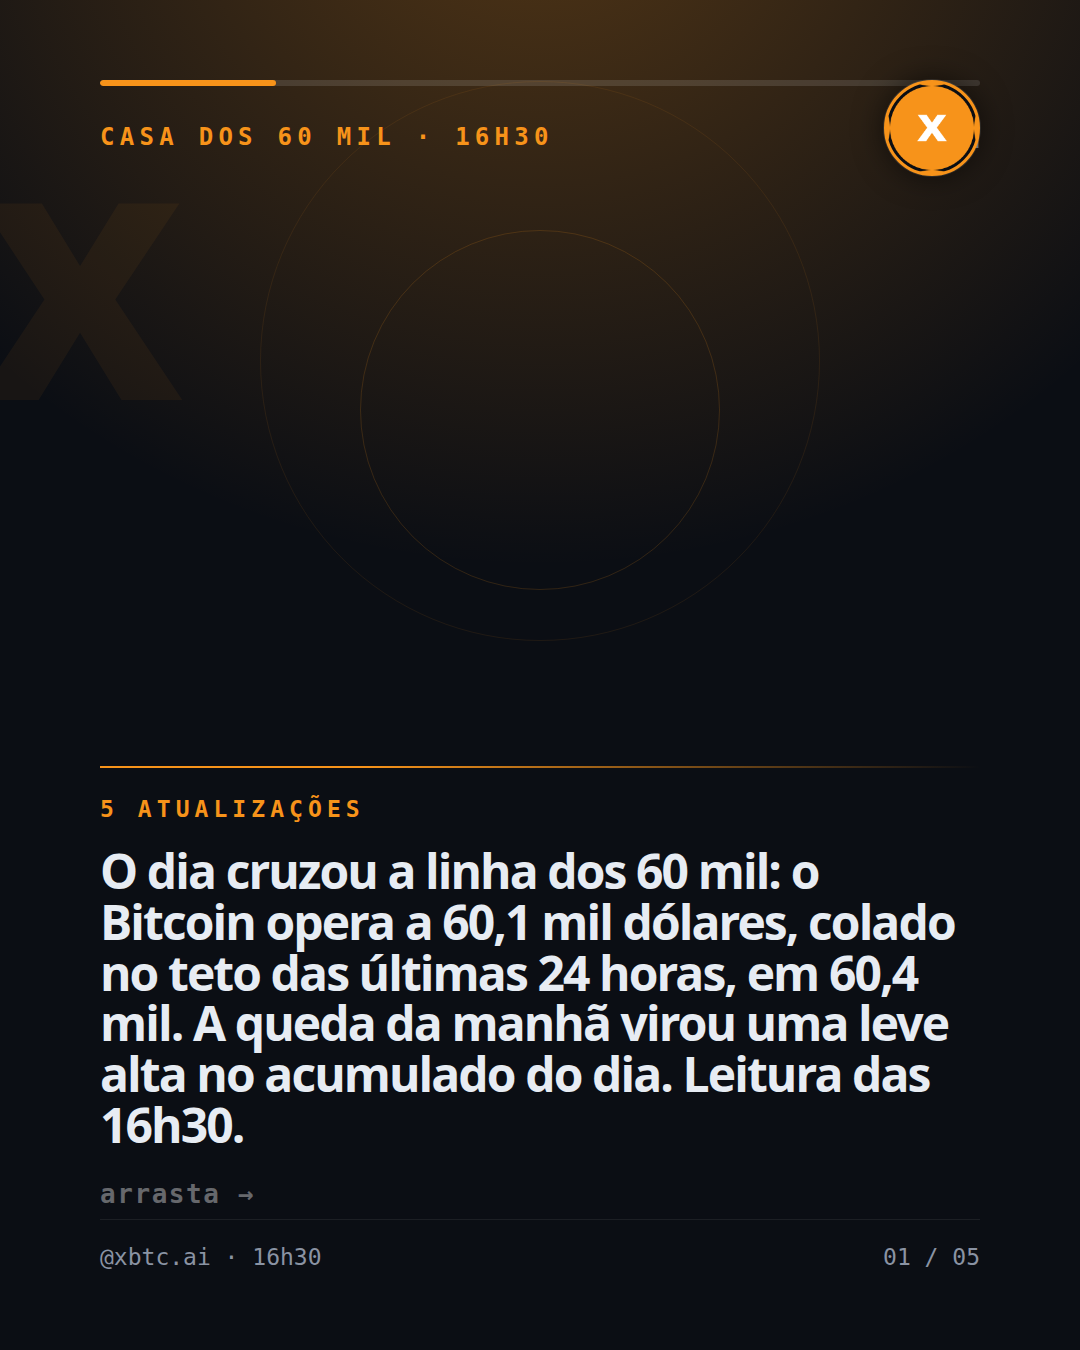 CASA DOS 60 MIL · 16H30
x
x
5 ATUALIZAÇÕES
O dia cruzou a linha dos 60 mil: o
Bitcoin opera a 60,1 mil dólares, colado
no teto das últimas 24 horas, em 60,4
mil. A queda da manhã virou uma leve
alta no acumulado do dia. Leitura das
16h30.
arrasta →
@xbtc.ai · 16h30
01 / 05